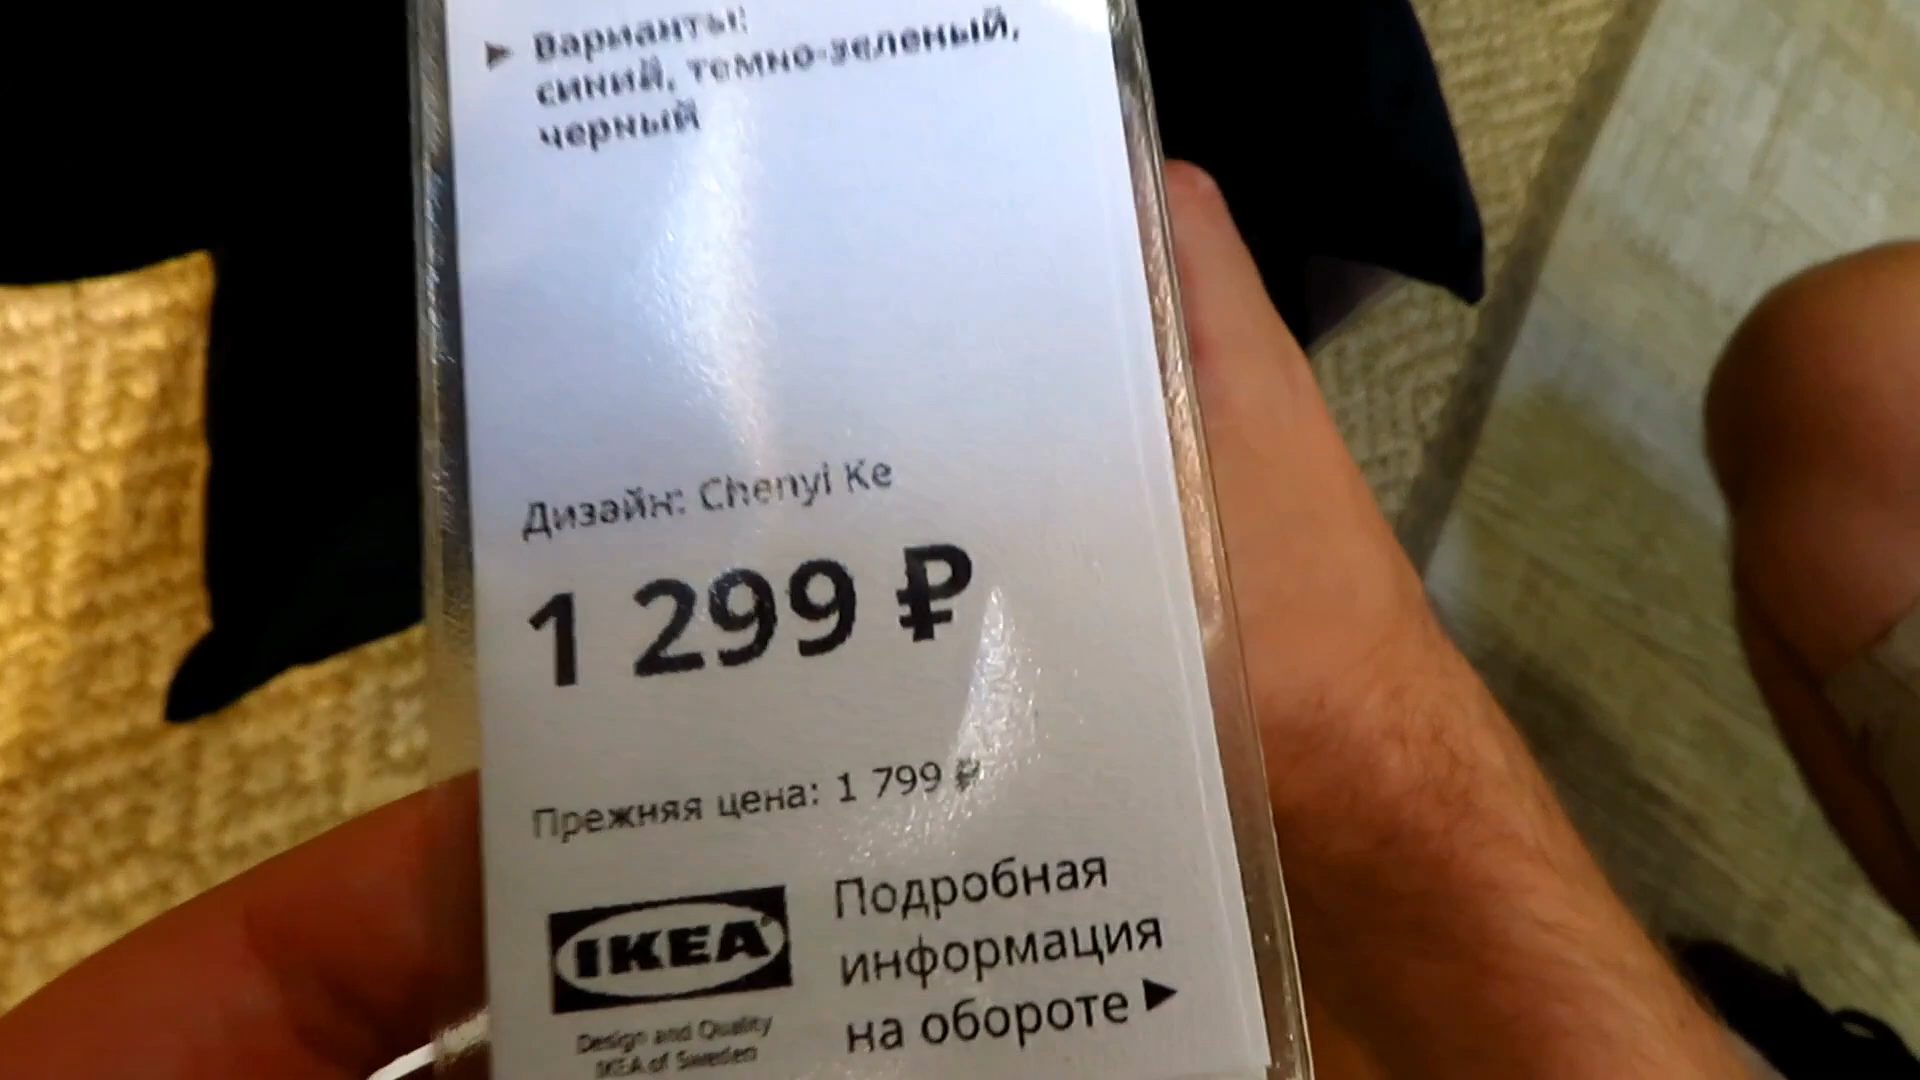 ▶ Варианты:
синий, темно-зеленый,
черный
Дизайн: Chenyi Ke
1 299 ₽
Прежняя цена: 1 799 ₽
IKEA®
Design and Quality
IKEA of Sweden
Подробная
информация
на обороте ▶